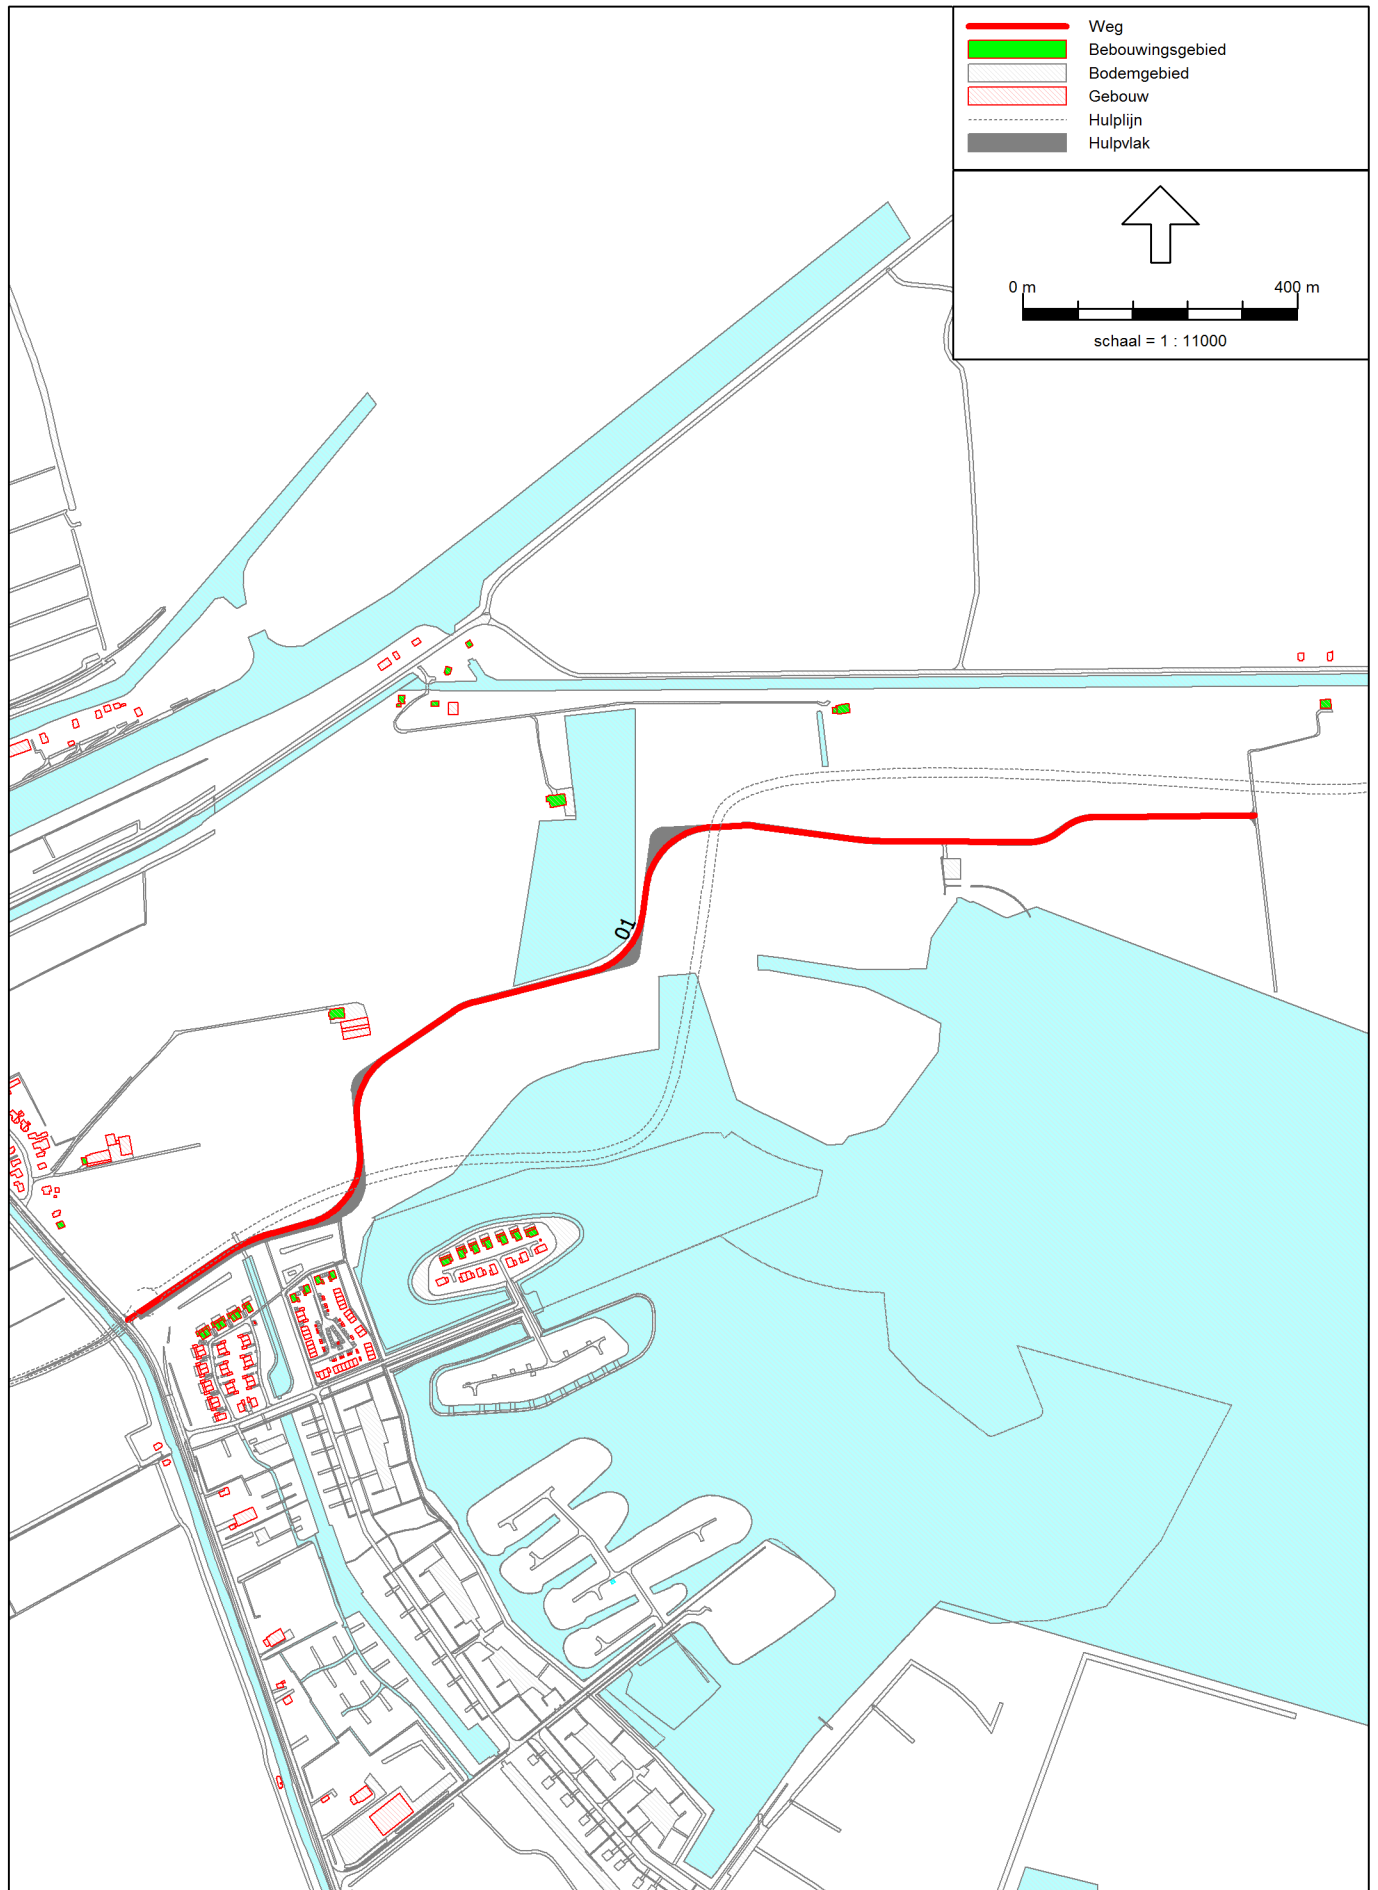 Weg
Bebouwingsgebied
Bodemgebied
Gebouw
Hulplijn
Hulpvlak
0 m 400 m
schaal = 1 : 11000
01